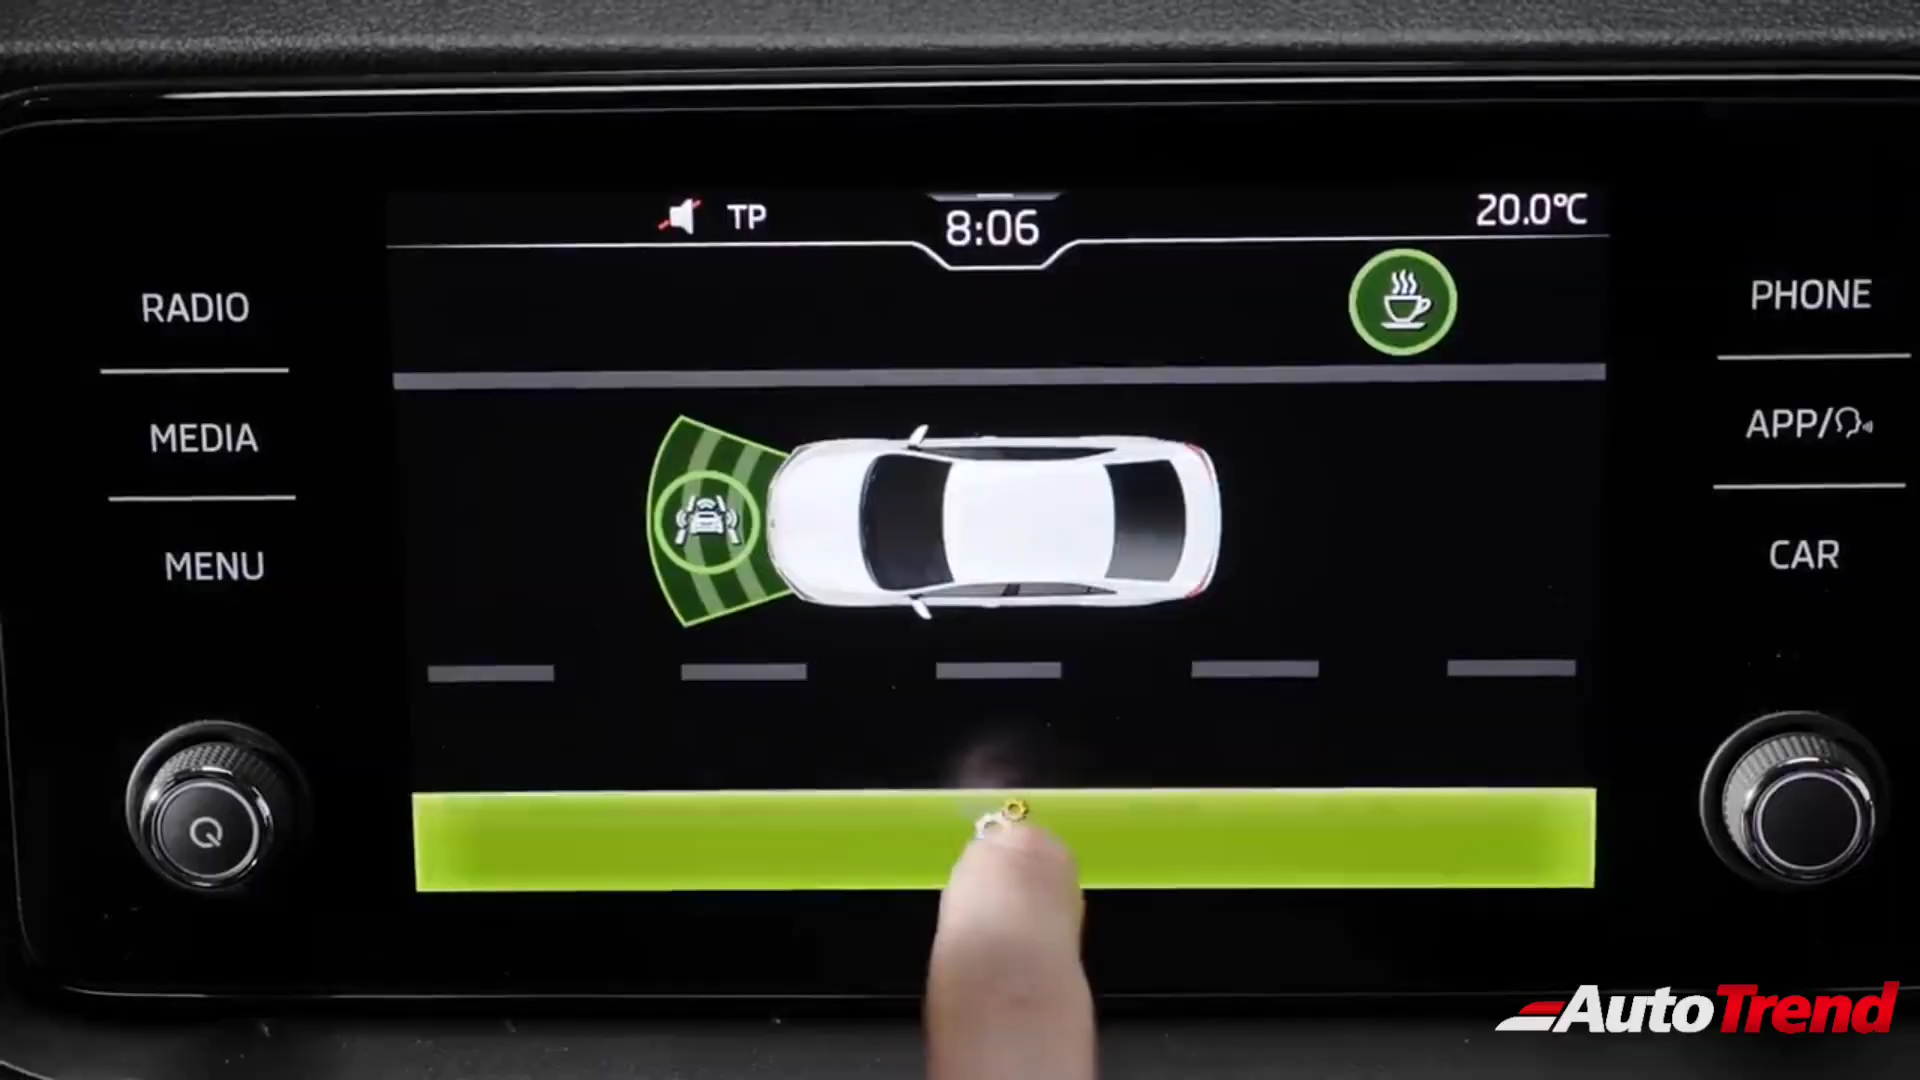 TP
8:06
20.0°C
RADIO
MEDIA
MENU
PHONE
APP/
CAR
AutoTrend